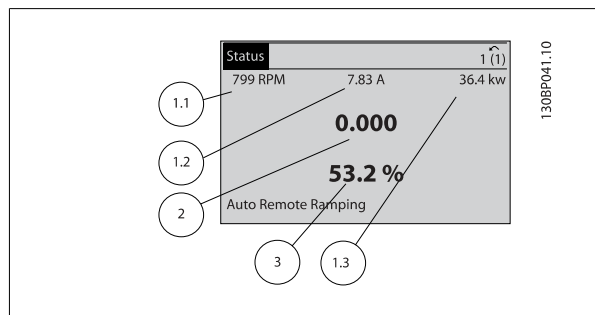 Status
1 (1)
799 RPM 7.83 A 36.4 kw
0.000
53.2 %
Auto Remote Ramping
1.1
1.2
2
3
1.3
130BP041.10